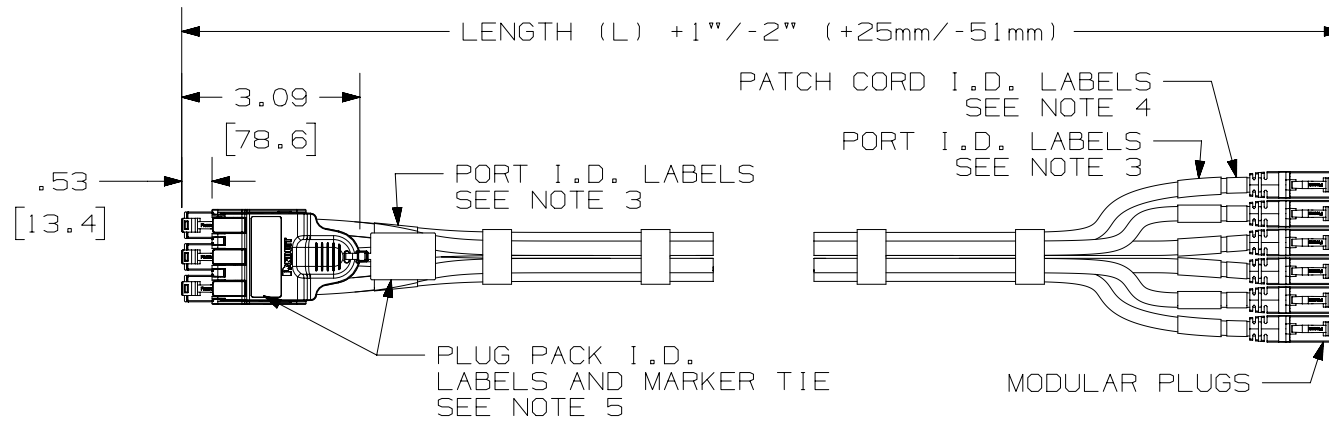 LENGTH (L) +1"/-2" (+25mm/-51mm)
3.09
[78.6]
.53
[13.4]
PORT I.D. LABELS
SEE NOTE 3
PATCH CORD I.D. LABELS
SEE NOTE 4
PORT I.D. LABELS
SEE NOTE 3
PLUG PACK I.D.
LABELS AND MARKER TIE
SEE NOTE 5
MODULAR PLUGS